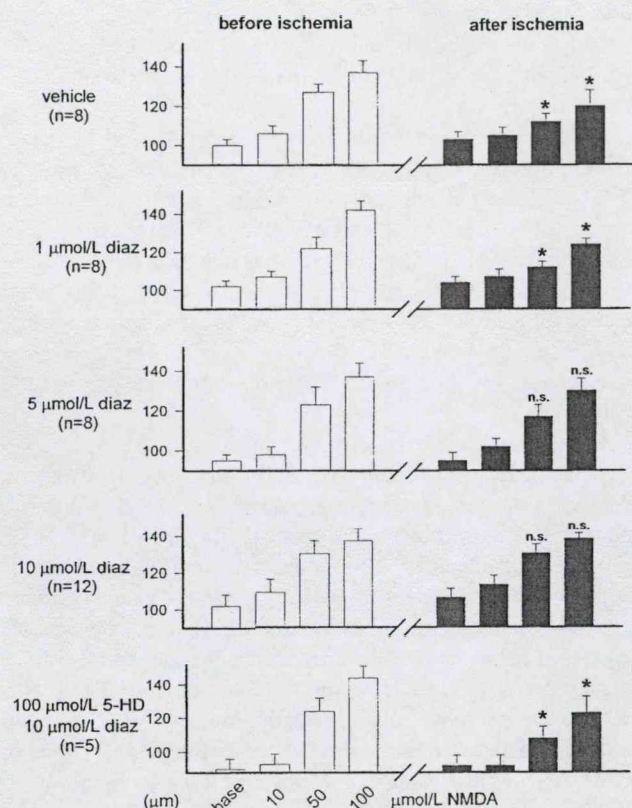 before ischemia after ischemia
140
120
100
vehicle
(n=8)
* *
140
120
100
1 μmol/L diaz
(n=8)
* *
140
120
100
5 μmol/L diaz
(n=8)
n.s. n.s.
140
120
100
10 μmol/L diaz
(n=12)
n.s. n.s.
140
120
100
100 μmol/L 5-HD
10 μmol/L diaz
(n=5)
* *
(μm) base 10 50 100 μmol/L NMDA